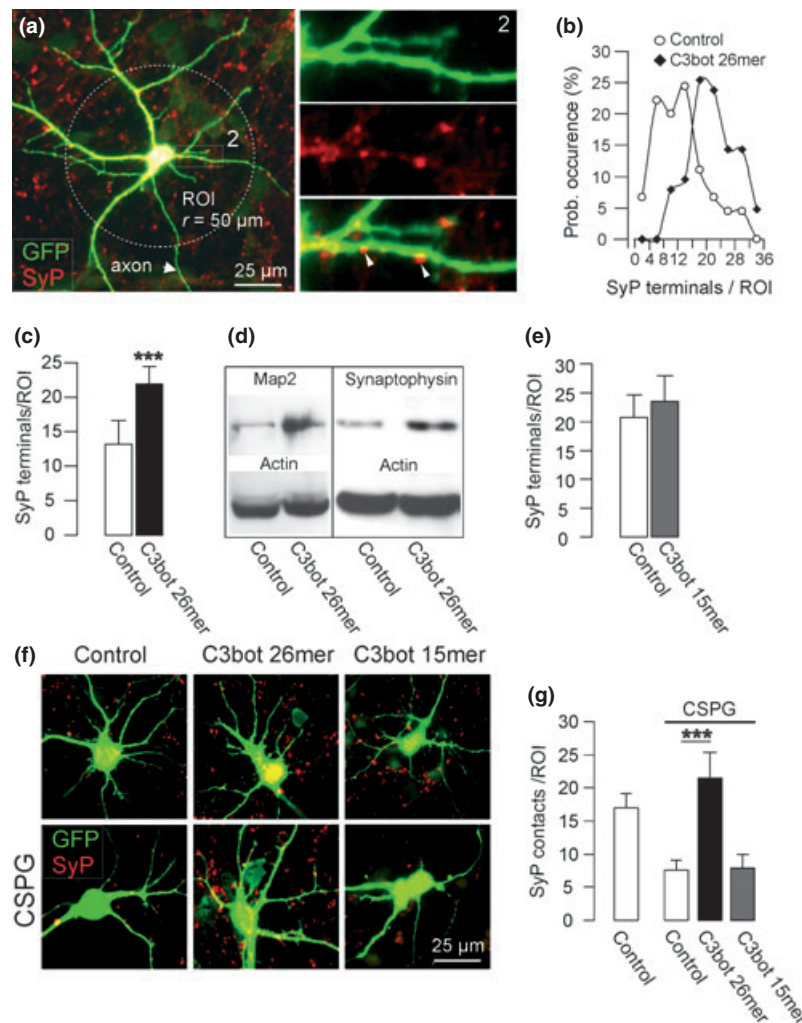 (a)
2
2
ROI
r = 50 µm
axon
GFP
SyP
25 µm
(b)
Control
C3bot 26mer
Prob. occurence (%)
30
25
20
15
10
5
0
0 4 8 12 20 28 36
SyP terminals / ROI
(c)
SyP terminals/ROI
25
20
15
10
5
0
***
Control
C3bot 26mer
(d)
Map2
Synaptophysin
Actin
Actin
Control
C3bot 26mer
Control
C3bot 26mer
(e)
SyP terminals/ROI
30
25
20
15
10
5
0
Control
C3bot 15mer
(f)
Control
C3bot 26mer
C3bot 15mer
CSPG
GFP
SyP
25 µm
(g)
CSPG
SyP contacts /ROI
30
25
20
15
10
5
0
***
Control
Control
C3bot 26mer
C3bot 15mer